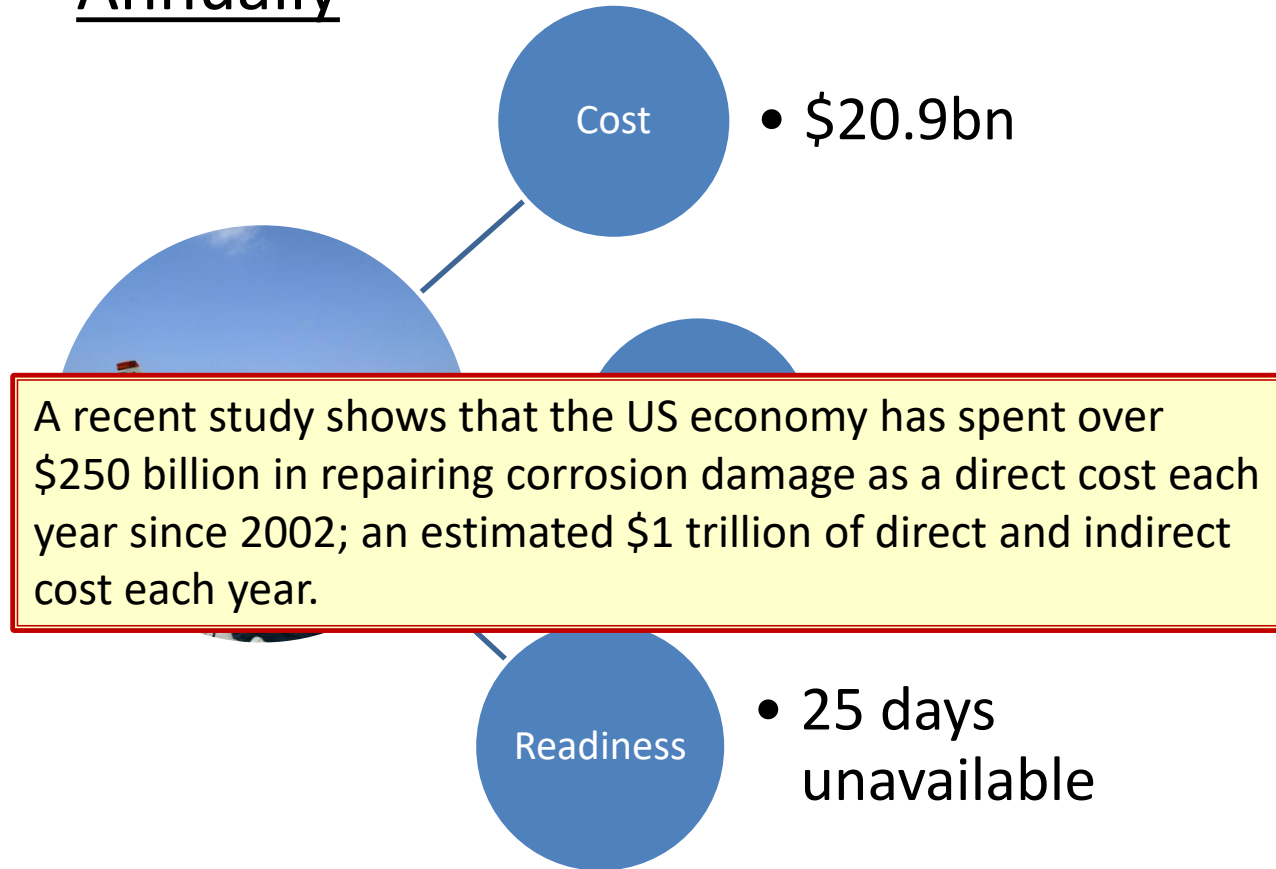 Annually
Cost
• $20.9bn
A recent study shows that the US economy has spent over
$250 billion in repairing corrosion damage as a direct cost each
year since 2002; an estimated $1 trillion of direct and indirect
cost each year.
Readiness
• 25 days
unavailable